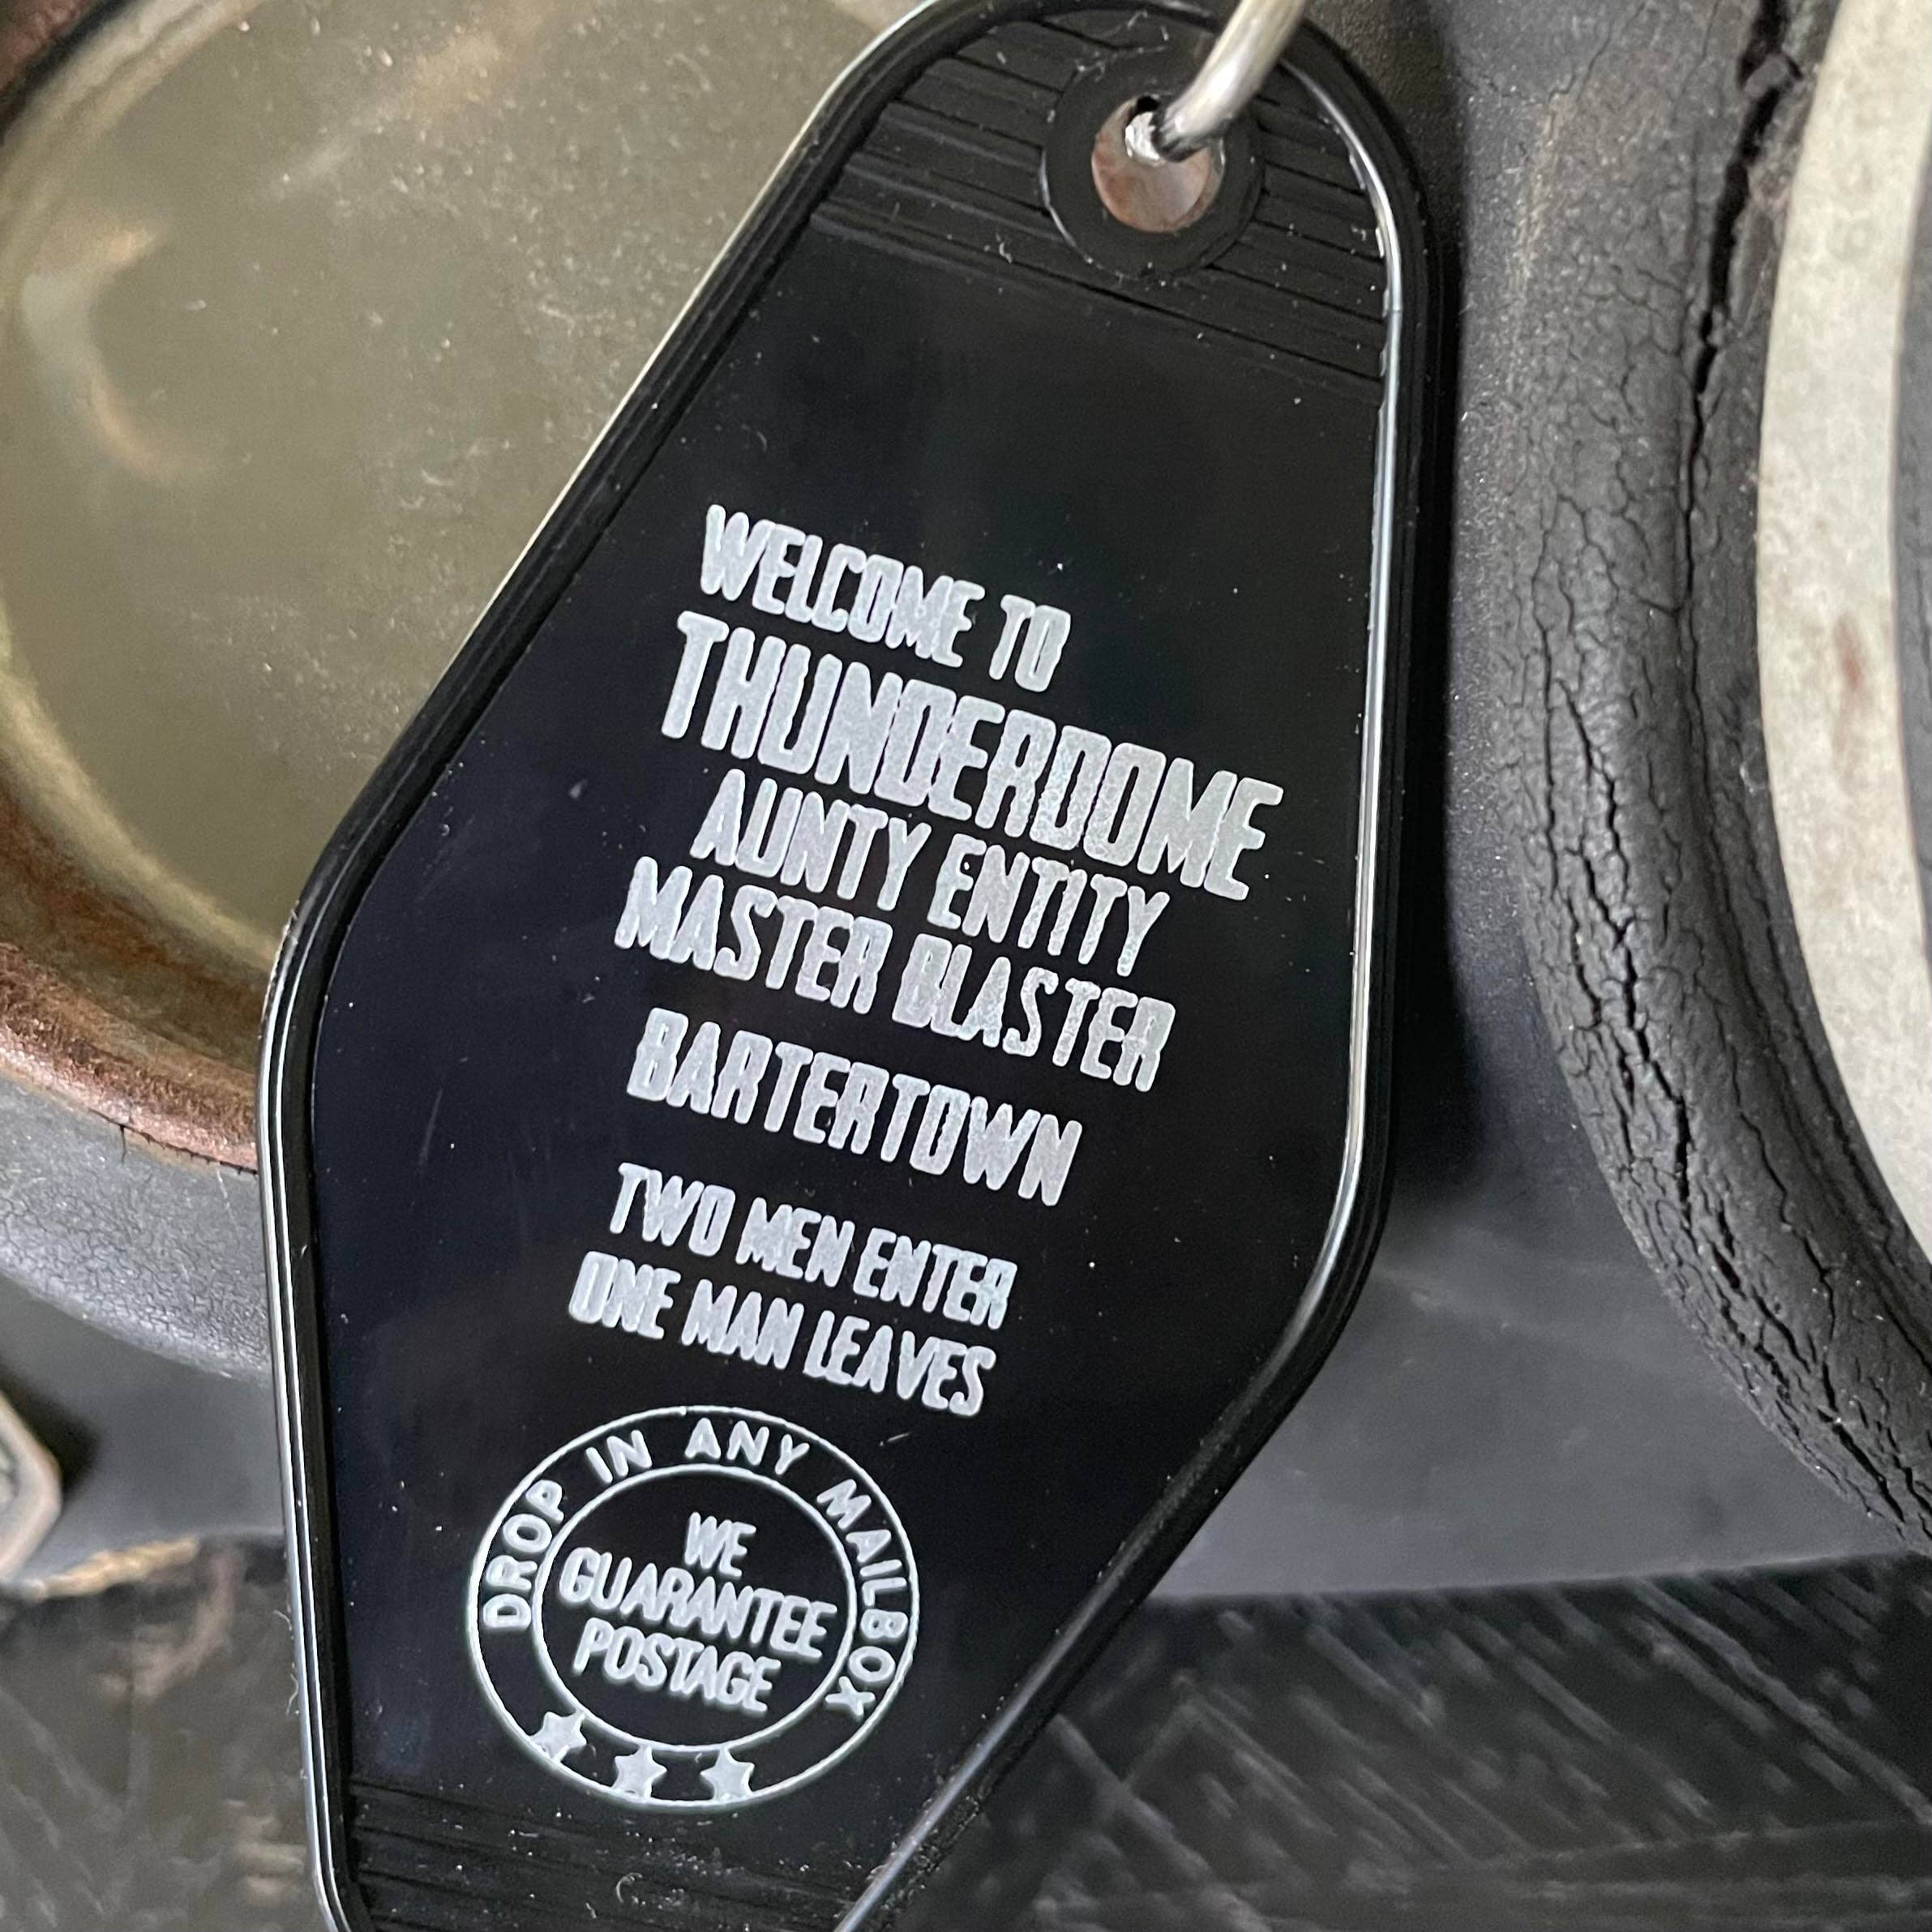 WELCOME TO
THUNDERDOME
AUNTY ENTITY
MASTER BLASTER
BARTERTOWN
TWO MEN ENTER
ONE MAN LEAVES
DROP IN ANY MAILBOX
WE
GUARANTEE
POSTAGE